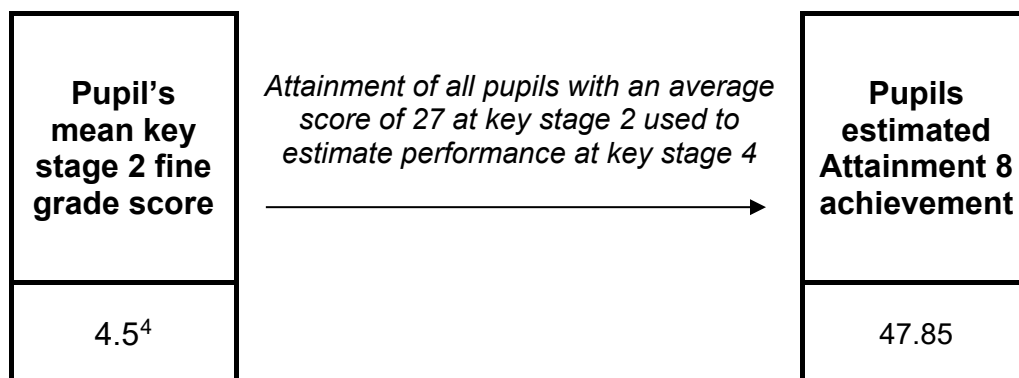 Pupil’s
mean key
stage 2 fine
grade score
Attainment of all pupils with an average
score of 27 at key stage 2 used to
estimate performance at key stage 4
Pupils
estimated
Attainment 8
achievement
4.5⁴
47.85